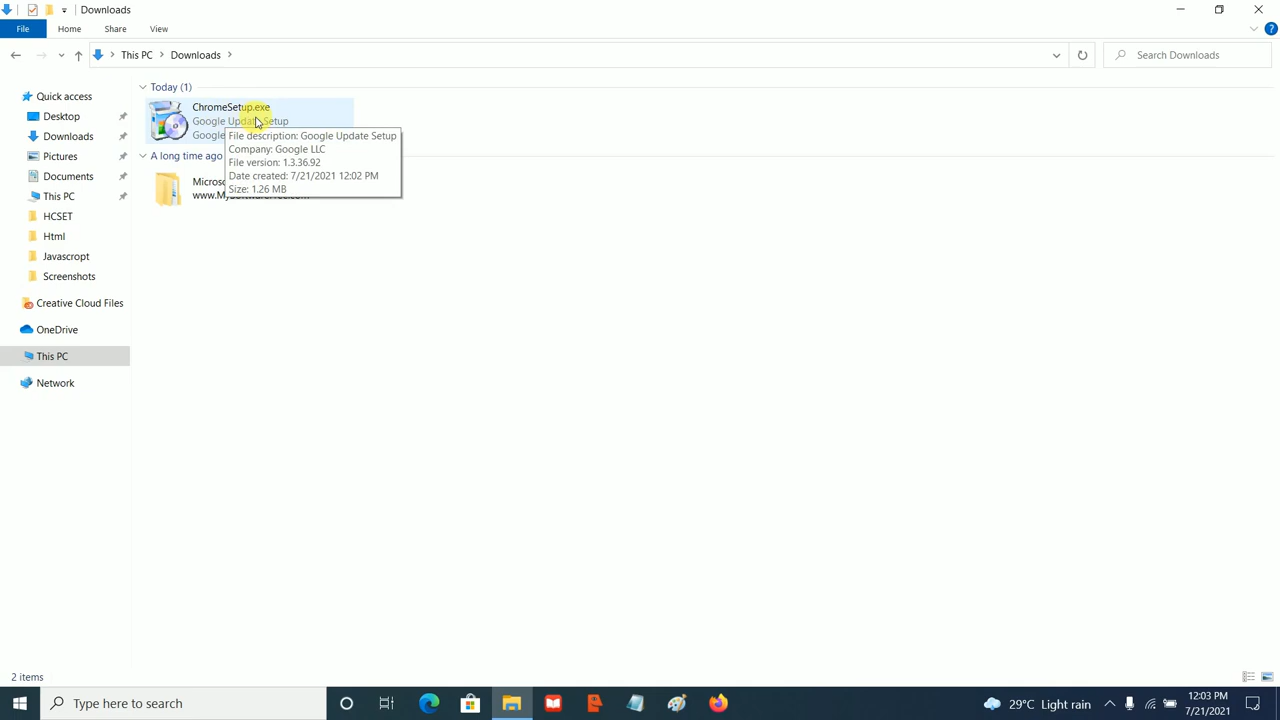 Downloads
File
Home
Share
View
This PC
Downloads
Search Downloads
Quick access
Desktop
Downloads
Pictures
Documents
This PC
HCSET
Html
Javascropt
Screenshots
Creative Cloud Files
OneDrive
This PC
Network
Today (1)
ChromeSetup.exe
Google Update Setup
Google
File description: Google Update Setup
Company: Google LLC
File version: 1.3.36.92
Date created: 7/21/2021 12:02 PM
Size: 1.26 MB
A long time ago
2 items
Type here to search
29°C Light rain
12:03 PM
7/21/2021